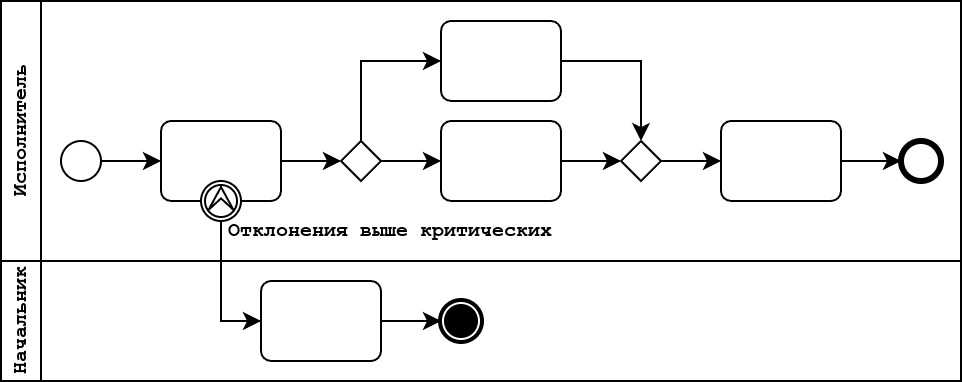 Исполнитель
Отклонения выше критических
Начальник